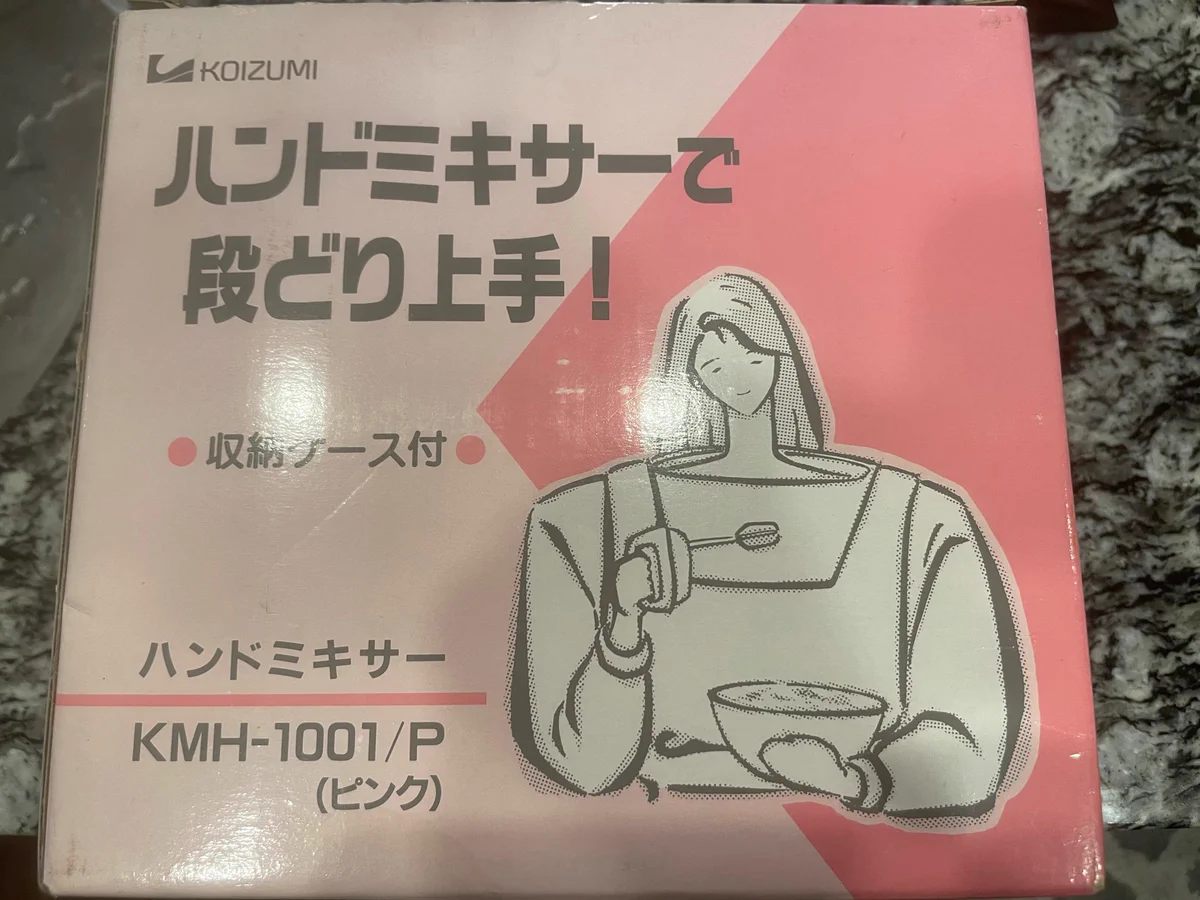 KOIZUMI
ハンドミキサーで
段どり上手!
●収納ケース付●
ハンドミキサー
KMH-1001/P
(ピンク)